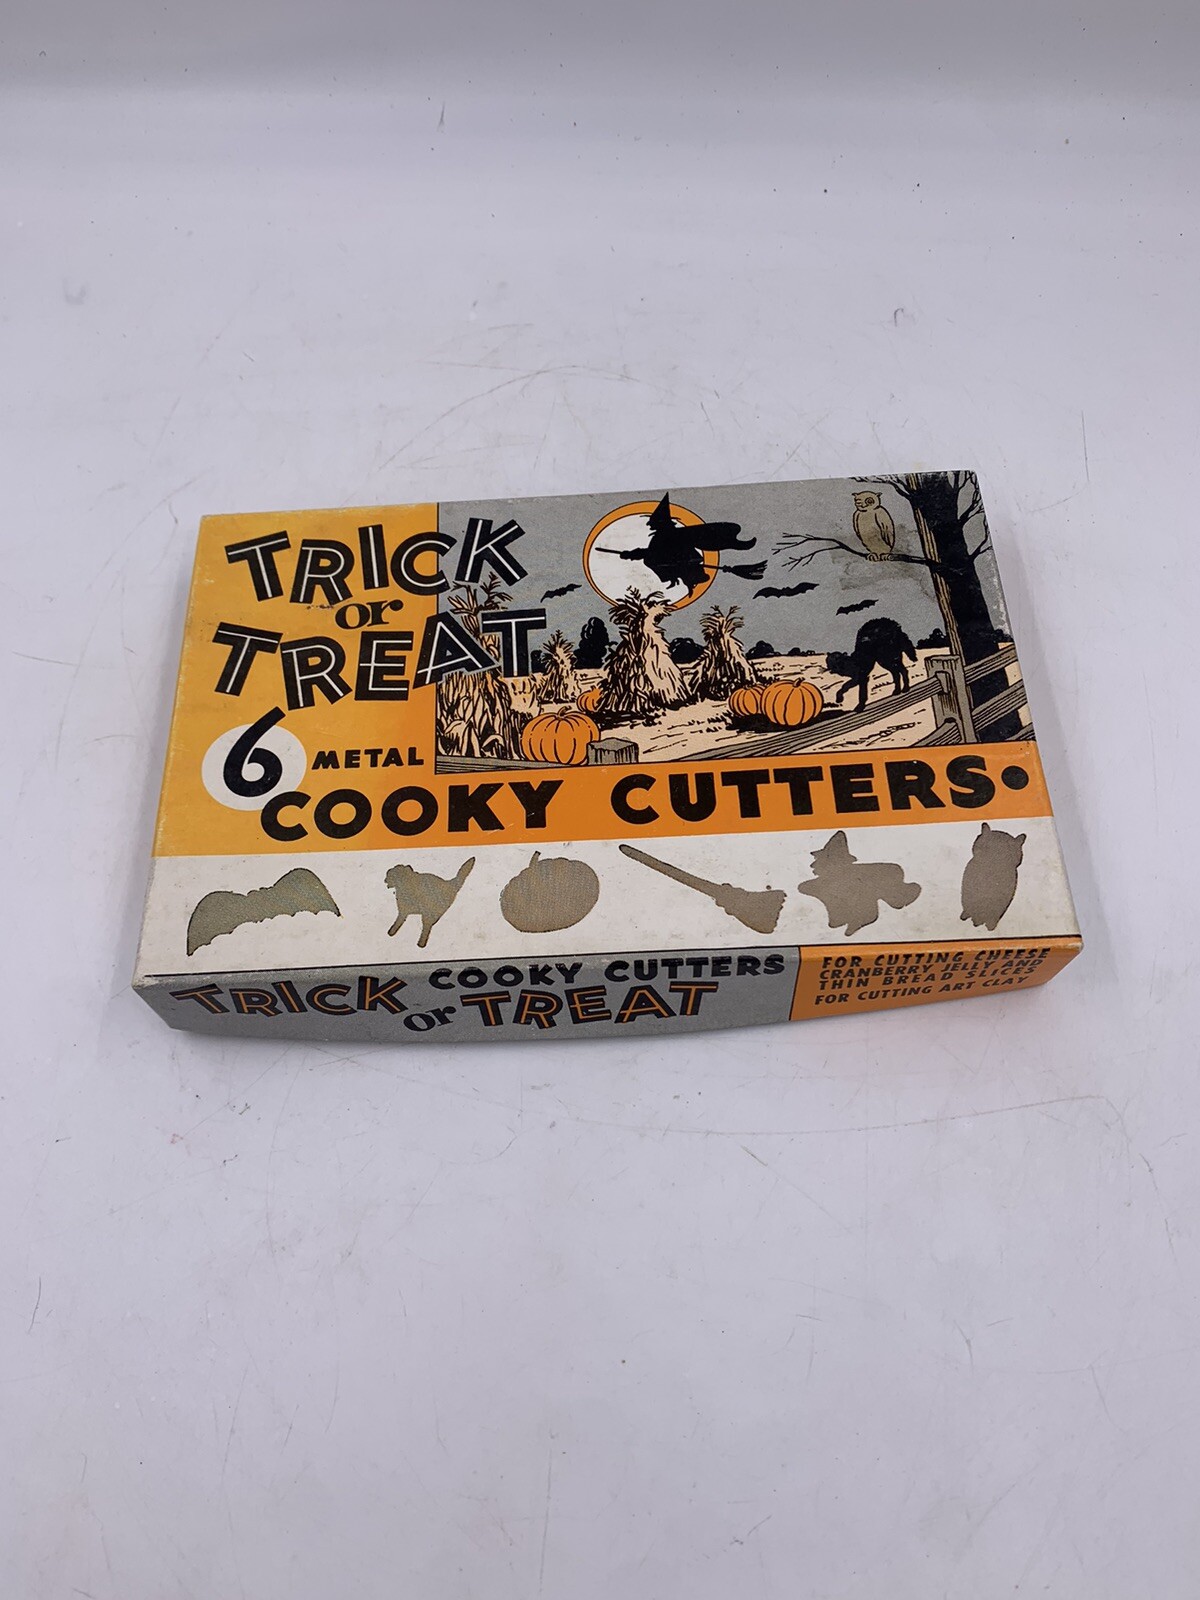 TRICK
or
TREAT
6 METAL
COOKY CUTTERS•
COOKY CUTTERS
TRICK or TREAT
FOR CUTTING CHEESE
CRANBERRY JELLY AND
THIN BREAD SLICES
FOR CUTTING ART CLAY